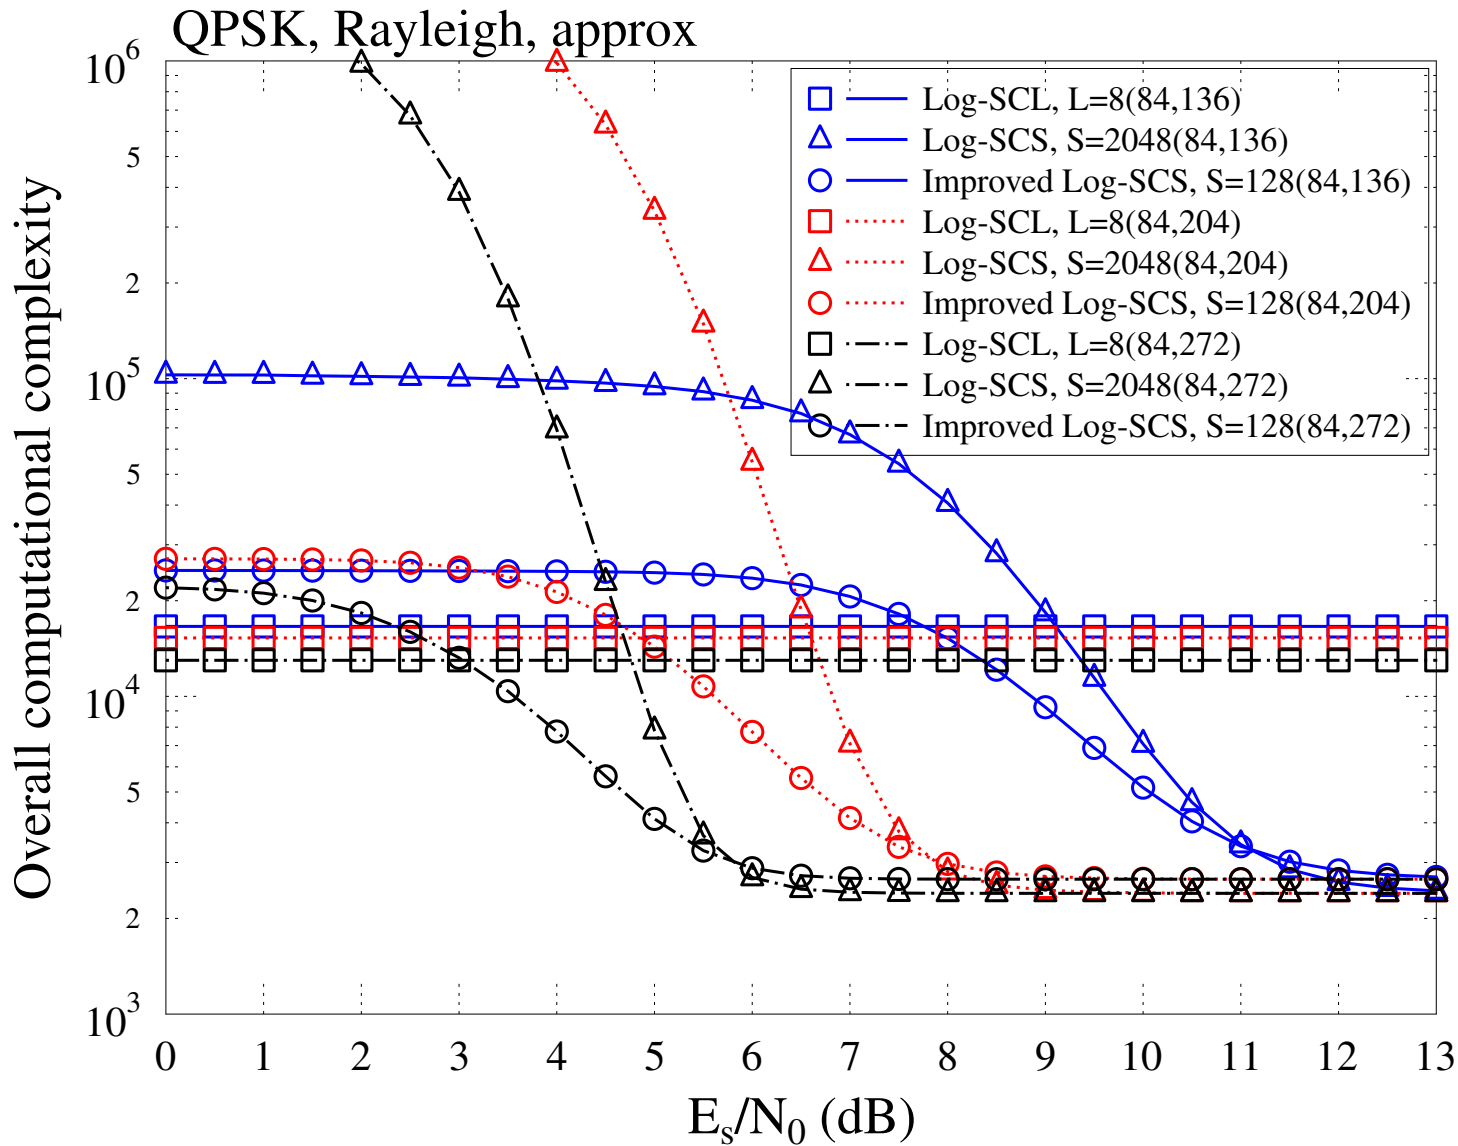 QPSK, Rayleigh, approx
Overall computational complexity
10^6
5
2
10^5
5
2
10^4
5
2
10^3
Log-SCL, L=8(84,136)
Log-SCS, S=2048(84,136)
Improved Log-SCS, S=128(84,136)
Log-SCL, L=8(84,204)
Log-SCS, S=2048(84,204)
Improved Log-SCS, S=128(84,204)
Log-SCL, L=8(84,272)
Log-SCS, S=2048(84,272)
Improved Log-SCS, S=128(84,272)
0 1 2 3 4 5 6 7 8 9 10 11 12 13
E_s/N_0 (dB)